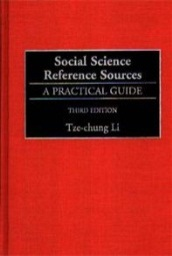 Social Science
Reference Sources
A PRACTICAL GUIDE
THIRD EDITION
Tze-chung Li